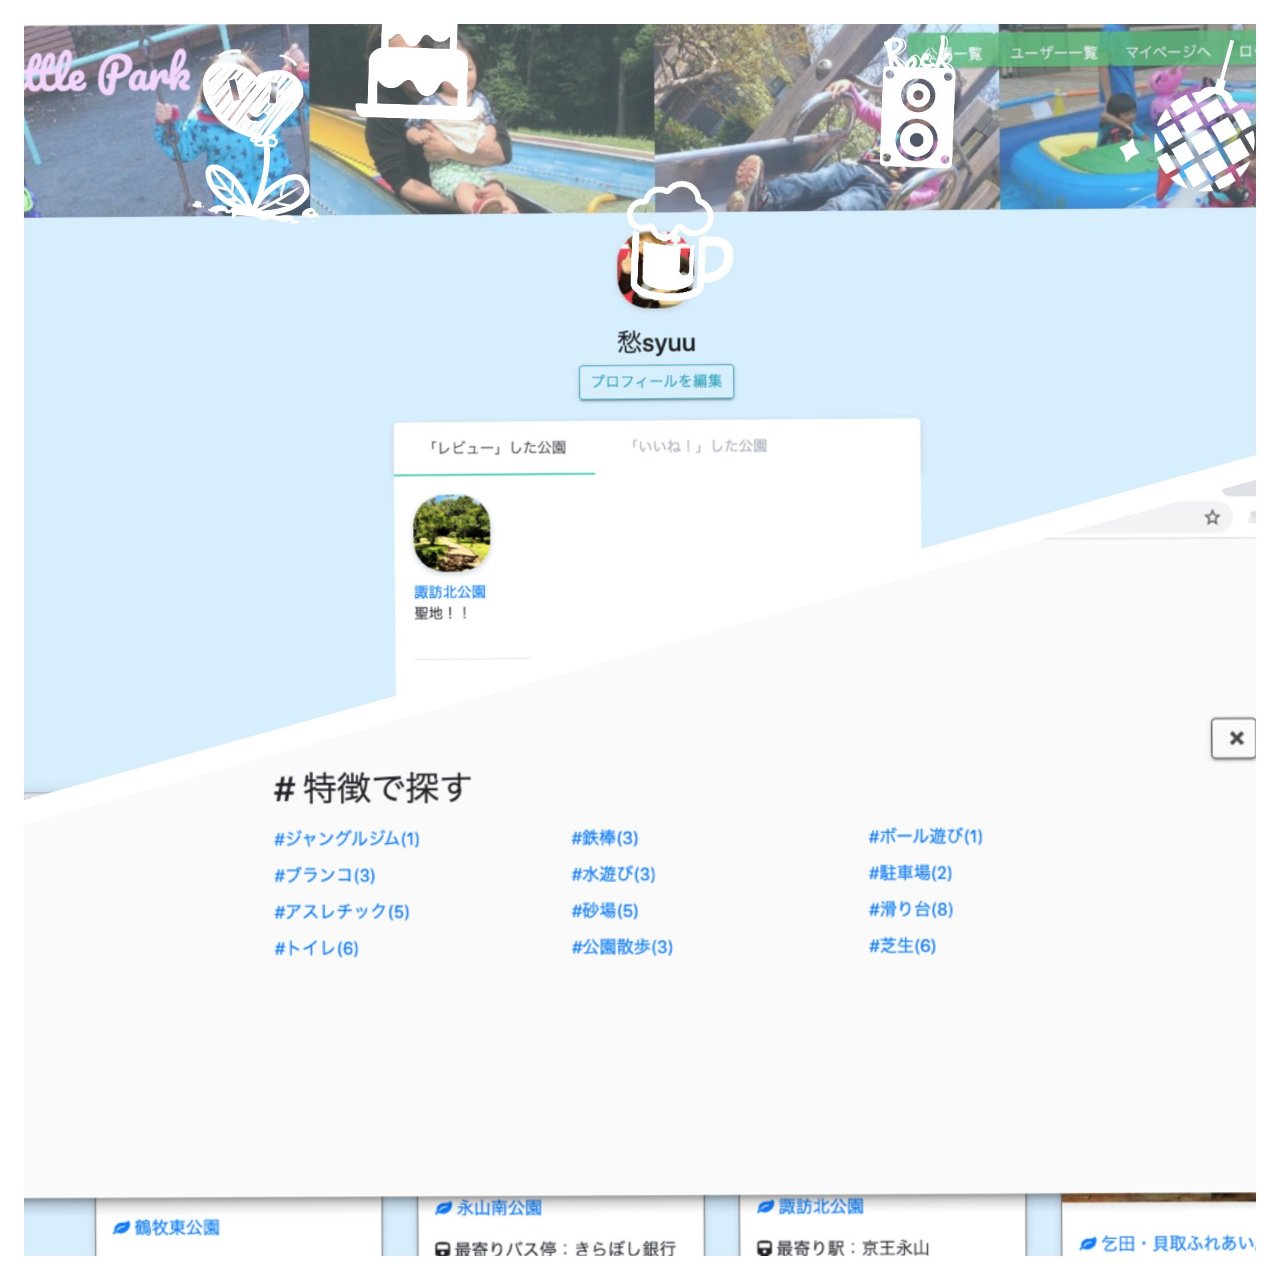 ttle Park
Rock
一覧 ユーザー一覧 マイページへ ロ
愁syuu
プロフィールを編集
「レビュー」した公園 「いいね！」した公園
諏訪北公園
聖地！！
# 特徴で探す
#ジャングルジム(1) #鉄棒(3) #ボール遊び(1)
#ブランコ(3) #水遊び(3) #駐車場(2)
#アスレチック(5) #砂場(5) #滑り台(8)
#トイレ(6) #公園散歩(3) #芝生(6)
鶴牧東公園 永山南公園 諏訪北公園 乞田・貝取ふれあい
最寄りバス停：きらぼし銀行 最寄り駅：京王永山